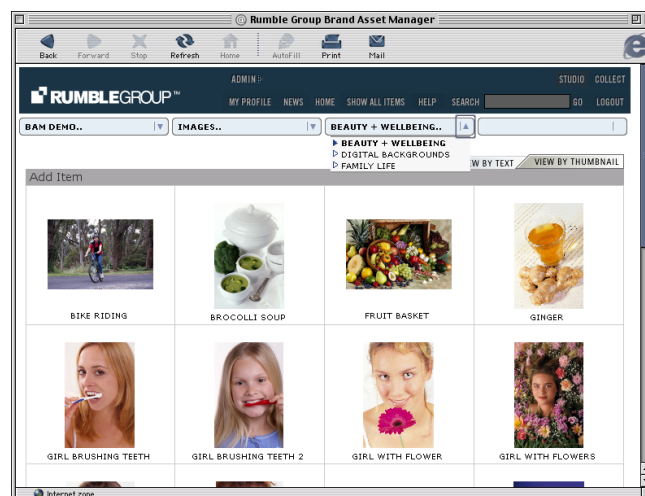 Rumble Group Brand Asset Manager
Back Forward Stop Refresh Home AutoFill Print Mail
ADMIN STUDIO COLLECT
RUMBLEGROUP™
MY PROFILE NEWS HOME SHOW ALL ITEMS HELP SEARCH GO LOGOUT
BAM DEMO.. IMAGES.. BEAUTY + WELLBEING..
BEAUTY + WELLBEING
DIGITAL BACKGROUNDS
FAMILY LIFE
EW BY TEXT VIEW BY THUMBNAIL
Add Item
BIKE RIDING BROCOLLI SOUP FRUIT BASKET GINGER
GIRL BRUSHING TEETH GIRL BRUSHING TEETH 2 GIRL WITH FLOWER GIRL WITH FLOWERS
Internet zone